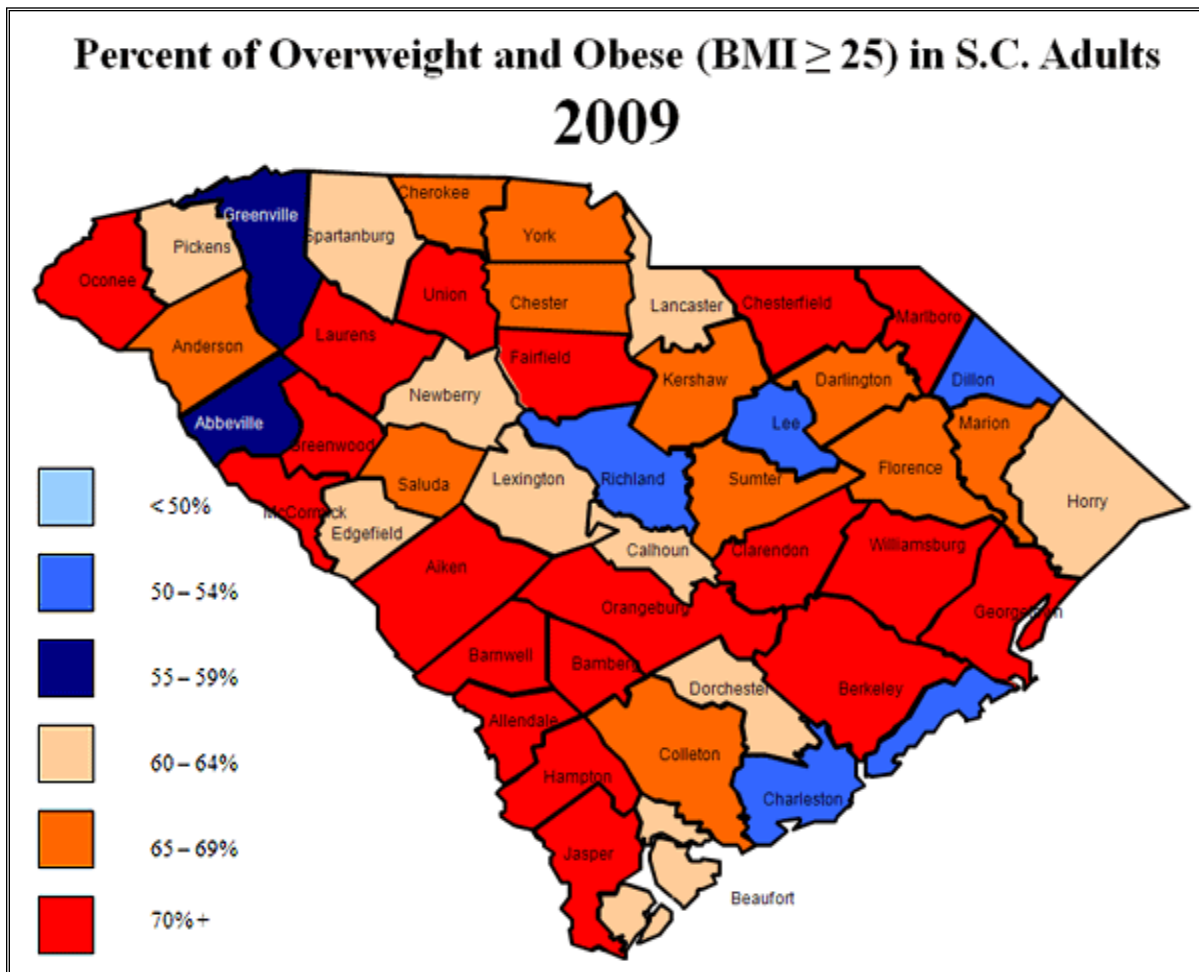 Percent of Overweight and Obese (BMI ≥ 25) in S.C. Adults
2009
Cherokee
Greenville
Spartanburg
York
Pickens
Oconee
Union
Chester
Lancaster
Chesterfield
Marlboro
Laurens
Anderson
Fairfield
Kershaw
Darlington
Dillon
Newberry
Abbeville
Greenwood
Lee
Marion
Saluda
Lexington
Richland
Sumter
Florence
Horry
McCormick
Edgefield
Calhoun
Clarendon
Williamsburg
Aiken
Orangeburg
Georgetown
Barnwell
Bamberg
Dorchester
Berkeley
Allendale
Colleton
Hampton
Charleston
Jasper
Beaufort
< 50%
50 – 54%
55 – 59%
60 – 64%
65 – 69%
70% +